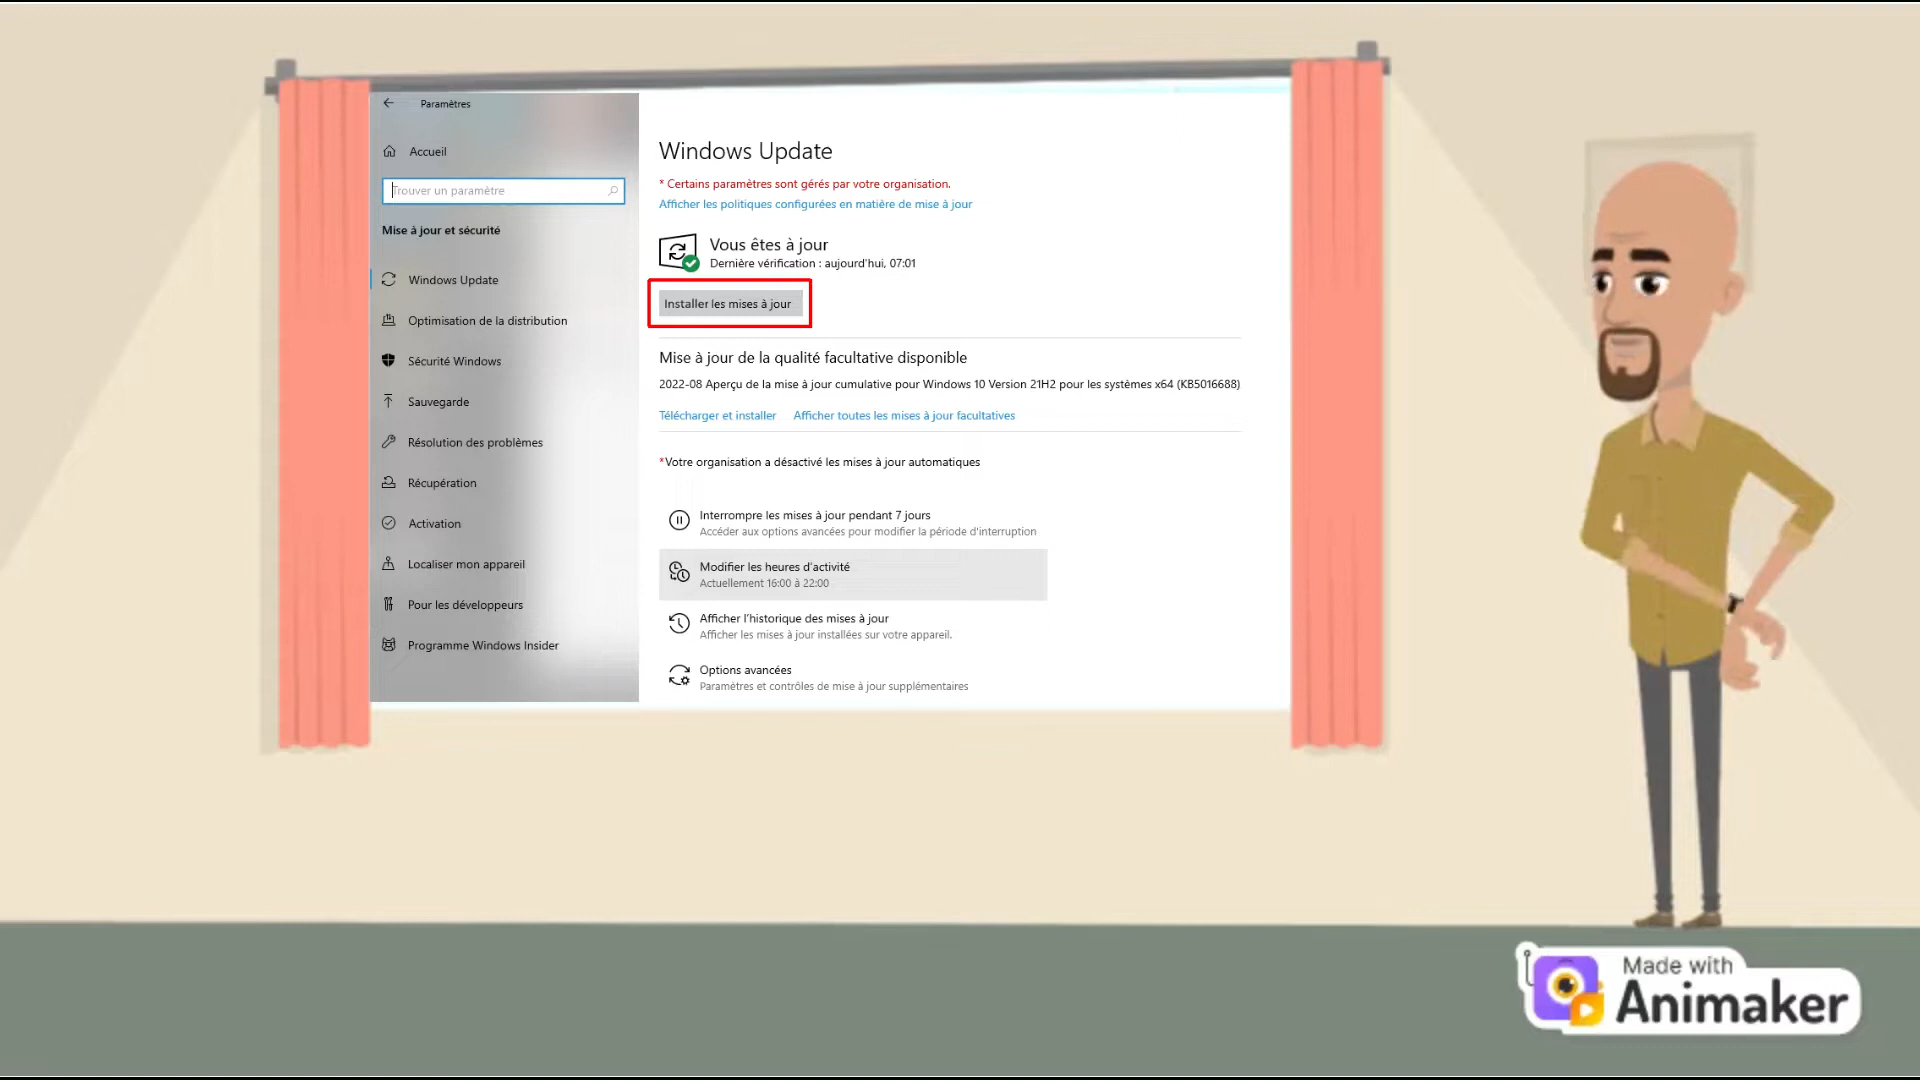 Paramètres
Accueil
Trouver un paramètre
Mise à jour et sécurité
Windows Update
Optimisation de la distribution
Sécurité Windows
Sauvegarde
Résolution des problèmes
Récupération
Activation
Localiser mon appareil
Pour les développeurs
Programme Windows Insider
Windows Update
* Certains paramètres sont gérés par votre organisation.
Afficher les politiques configurées en matière de mise à jour
Vous êtes à jour
Dernière vérification : aujourd'hui, 07:01
Installer les mises à jour
Mise à jour de la qualité facultative disponible
2022-08 Aperçu de la mise à jour cumulative pour Windows 10 Version 21H2 pour les systèmes x64 (KB5016688)
Télécharger et installer Afficher toutes les mises à jour facultatives
*Votre organisation a désactivé les mises à jour automatiques
Interrompre les mises à jour pendant 7 jours
Accéder aux options avancées pour modifier la période d'interruption
Modifier les heures d'activité
Actuellement 16:00 à 22:00
Afficher l'historique des mises à jour
Afficher les mises à jour installées sur votre appareil.
Options avancées
Paramètres et contrôles de mise à jour supplémentaires
Made with
Animaker